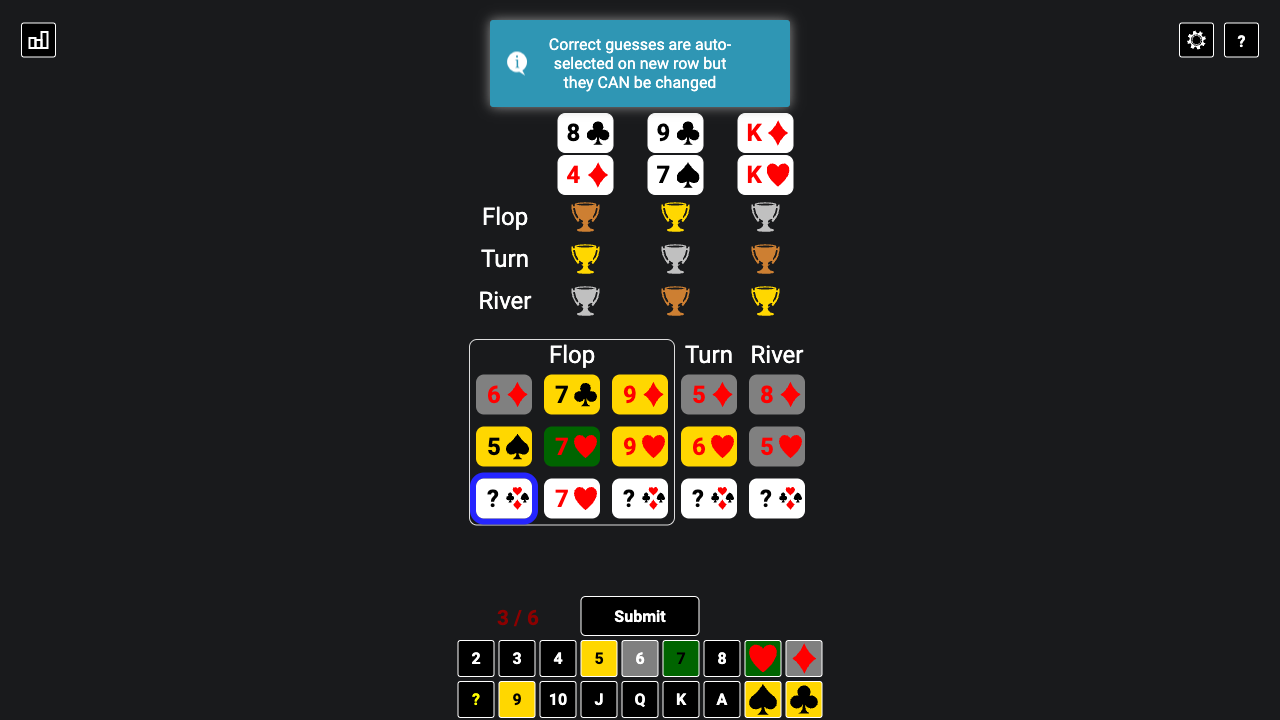 Correct guesses are auto-
selected on new row but
they CAN be changed
?
8 9 K
4 7 K
Flop
Turn
River
Flop Turn River
6 7 9 5 8
5 7 9 6 5
? 7 ? ? ?
3 / 6 Submit
2 3 4 5 6 7 8
? 9 10 J Q K A